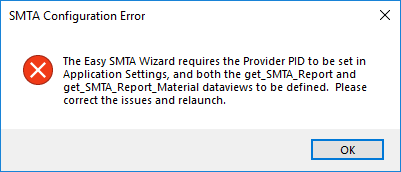 SMTA Configuration Error
The Easy SMTA Wizard requires the Provider PID to be set in
Application Settings, and both the get_SMTA_Report and
get_SMTA_Report_Material dataviews to be defined.  Please
correct the issues and relaunch.
OK